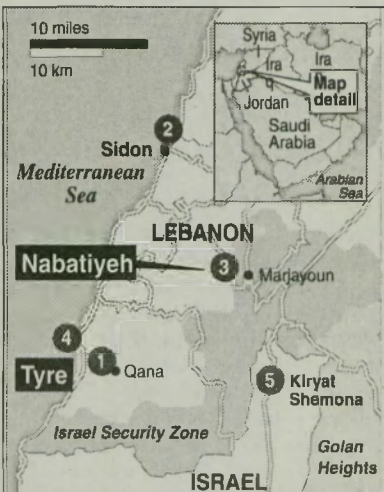 10 miles
10 km
Syria
Ira
q
Ira
n
Map
detail
Jordan
Saudi
Arabia
Arabian
Sea
2
Sidon
Mediterranean
Sea
LEBANON
Nabatiyeh
3
Marjayoun
4
1
Qana
Tyre
5
Kiryat
Shemona
Israel Security Zone
Golan
Heights
ISRAEL